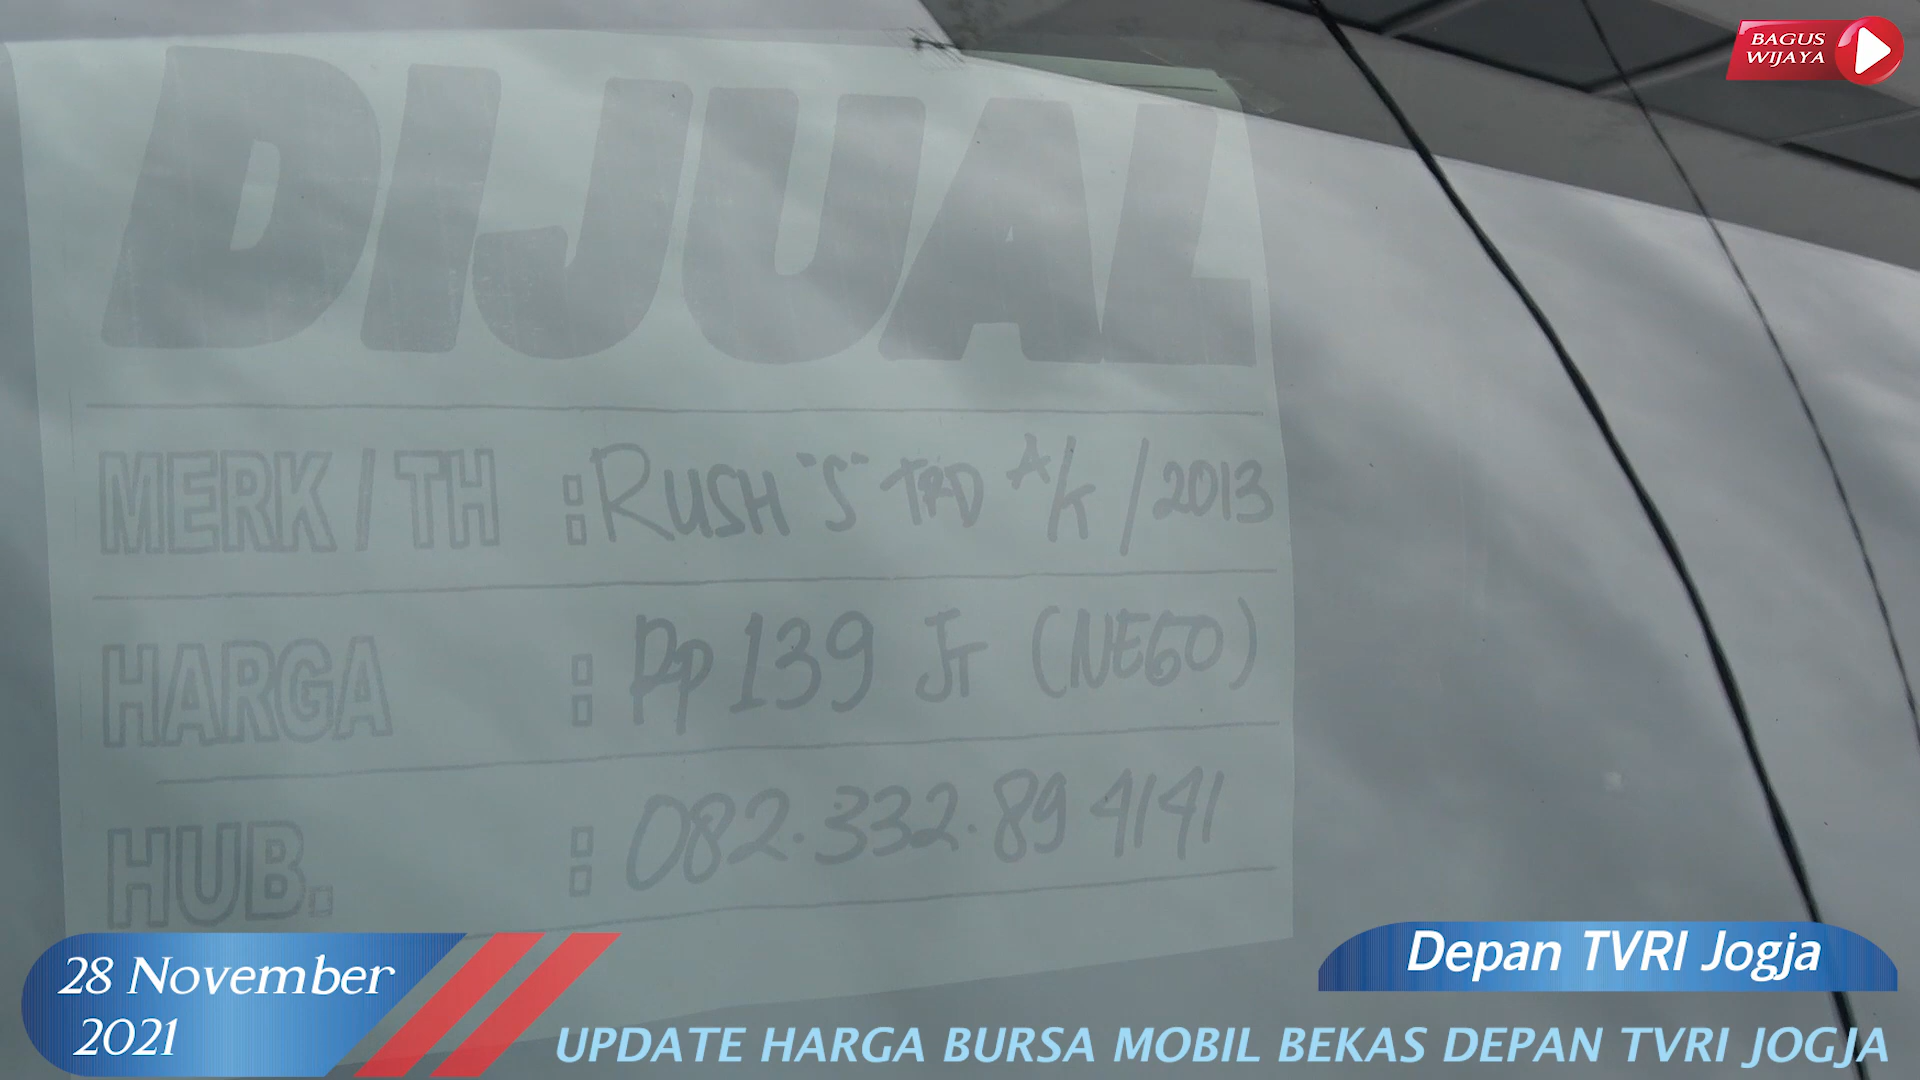 BAGUS
WIJAYA
DIJUAL
MERK / TH : RUSH "S" TRD A/K / 2013
HARGA : Rp 139 JT (NEGO)
HUB. : 082.332.89 4141
28 November
2021
Depan TVRI Jogja
UPDATE HARGA BURSA MOBIL BEKAS DEPAN TVRI JOGJA